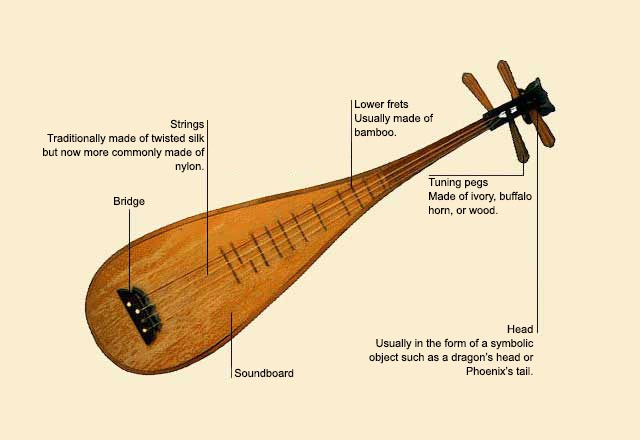 Lower frets
Usually made of
bamboo.
Strings
Traditionally made of twisted silk
but now more commonly made of
nylon.
Tuning pegs
Made of ivory, buffalo
horn, or wood.
Bridge
Head
Usually in the form of a symbolic
object such as a dragon's head or
Phoenix's tail.
Soundboard